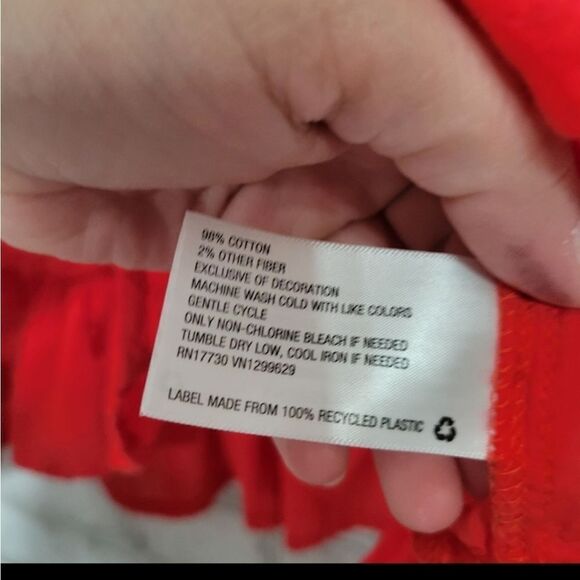 98% COTTON
2% OTHER FIBER
EXCLUSIVE OF DECORATION
MACHINE WASH COLD WITH LIKE COLORS
GENTLE CYCLE
ONLY NON-CHLORINE BLEACH IF NEEDED
TUMBLE DRY LOW, COOL IRON IF NEEDED
RN17730 VN1299629
LABEL MADE FROM 100% RECYCLED PLASTIC